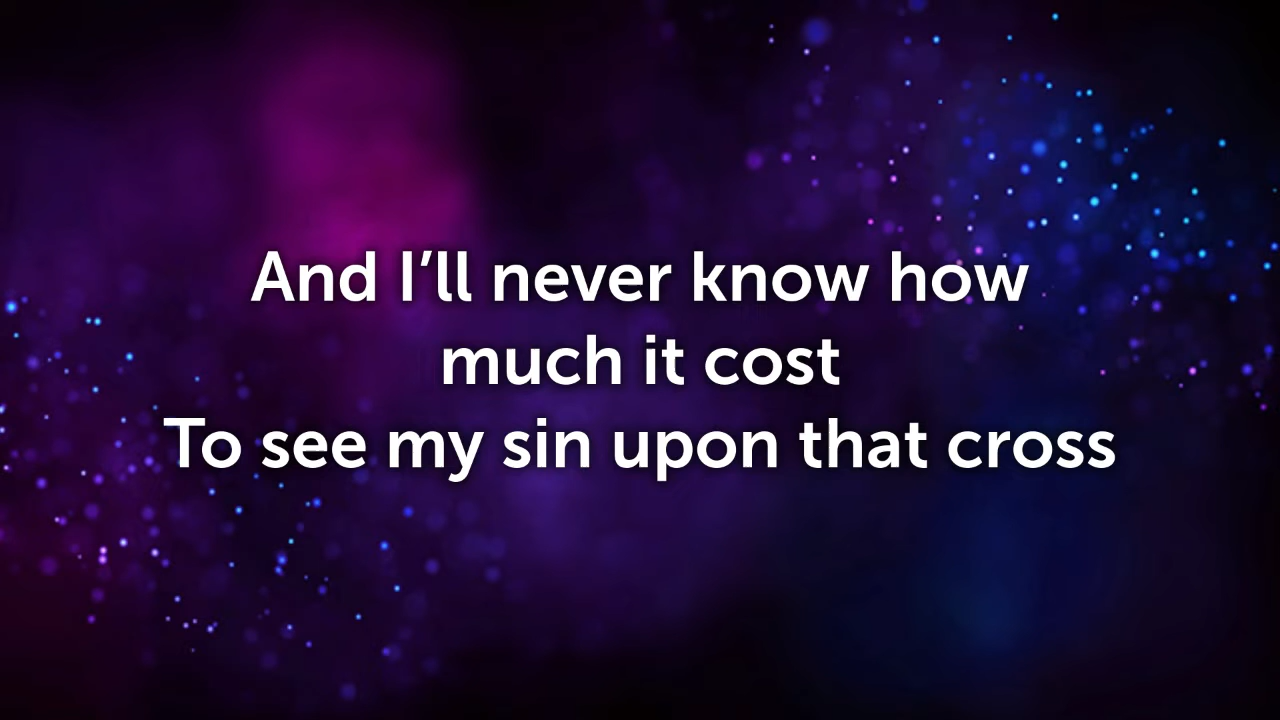 And I’ll never know how
much it cost
To see my sin upon that cross